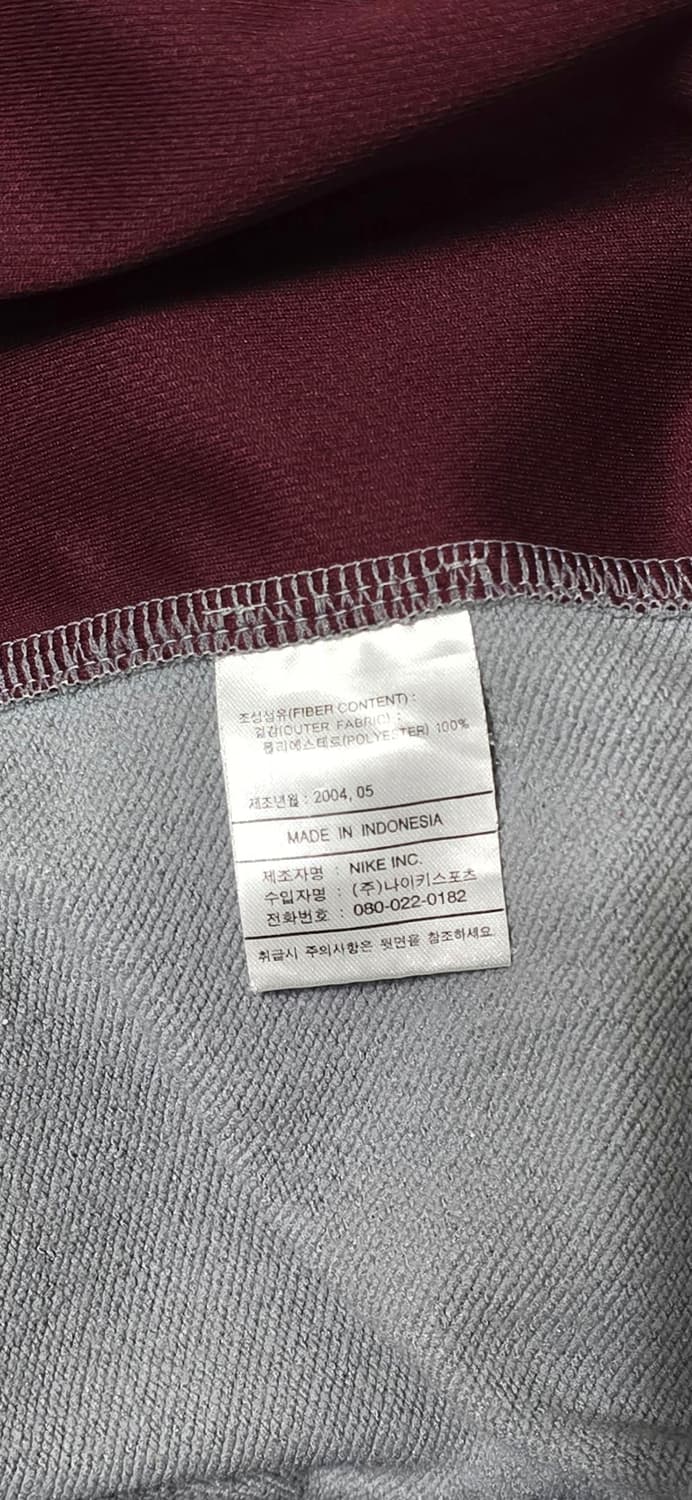 조성섬유(FIBER CONTENT) :
겉감(OUTER FABRIC) :
폴리에스테르(POLYESTER) 100%
제조년월 : 2004, 05
MADE IN INDONESIA
제조자명 : NIKE INC.
수입자명 : (주)나이키스포츠
전화번호 : 080-022-0182
취급시 주의사항은 뒷면을 참조하세요.